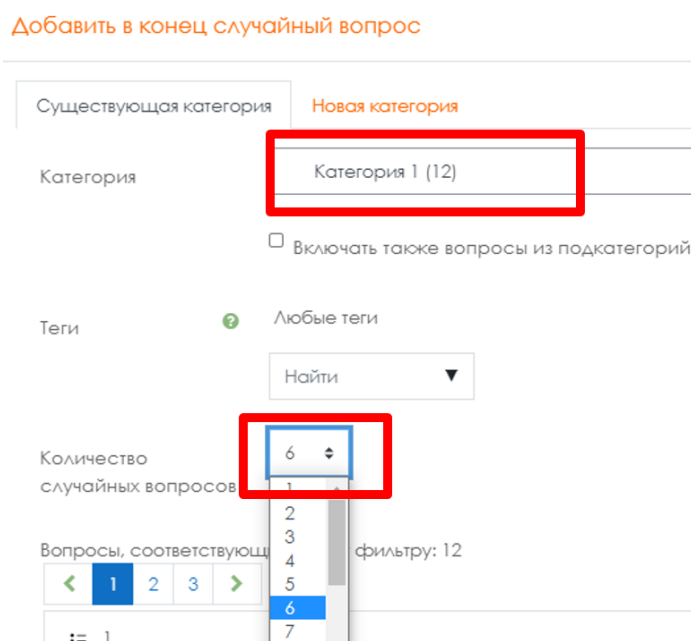 Добавить в конец случайный вопрос
Существующая категория Новая категория
Категория Категория 1 (12)
Включать также вопросы из подкатегорий
Теги Любые теги
Найти
Количество 6
случайных вопросов
1
2
3
Вопросы, соответствующ фильтру: 12
4
1 2 3 5
6
7
1